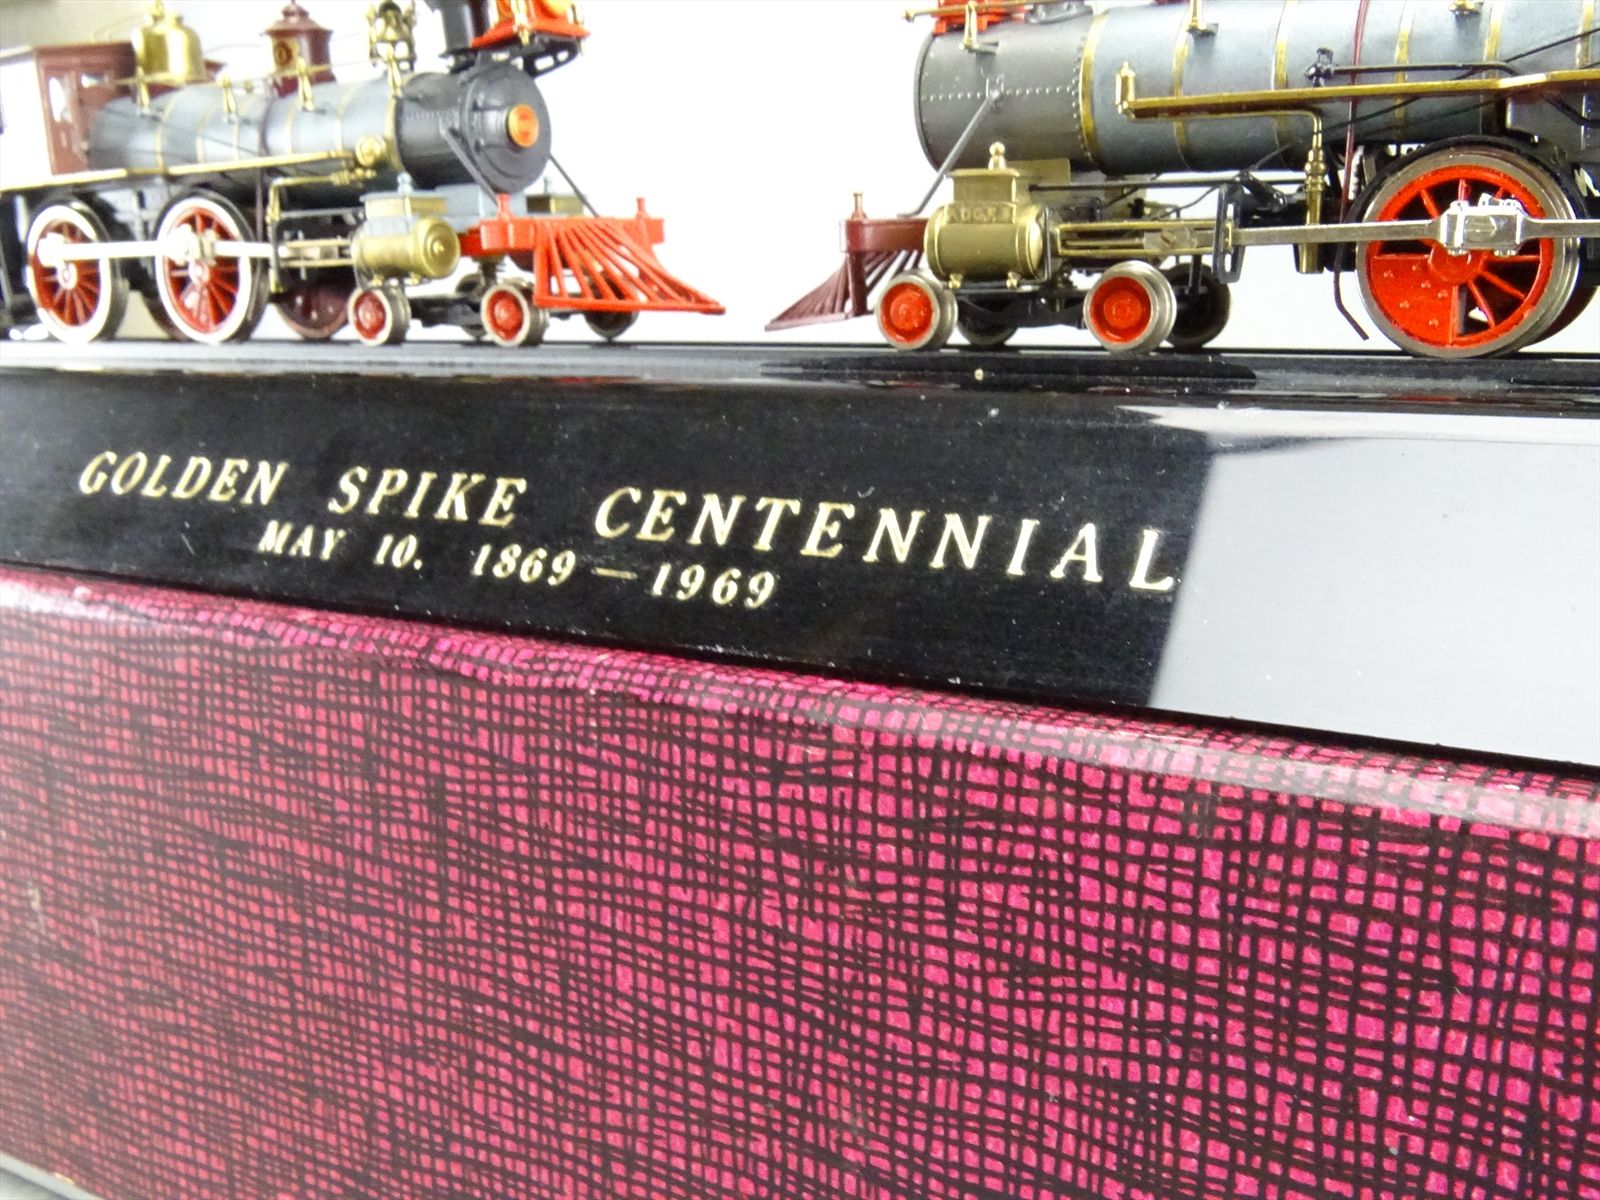 GOLDEN SPIKE CENTENNIAL
MAY 10. 1869 — 1969